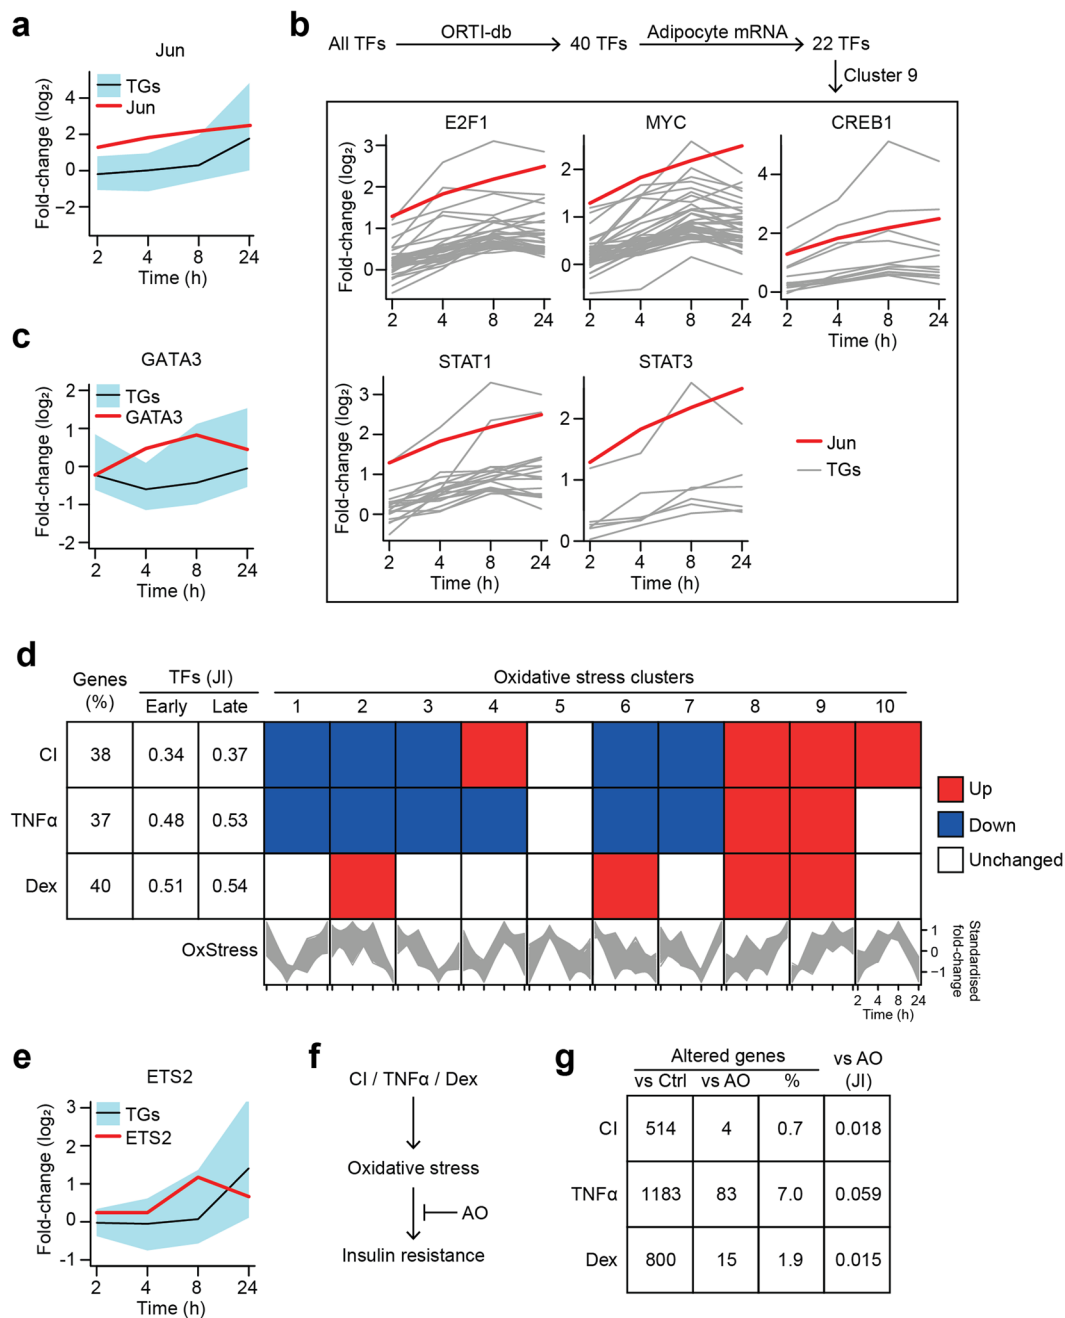 a
Jun
TGs
Jun
Fold-change (log₂)
4
2
0
−2
2 4 8 24
Time (h)
b
All TFs ORTI-db 40 TFs Adipocyte mRNA 22 TFs
Cluster 9
E2F1 MYC CREB1
Fold-change (log₂)
3
2
1
0
2 4 8 24
2
1
0
2 4 8 24
4
2
0
2 4 8 24
Time (h)
STAT1 STAT3
Fold-change (log₂)
3
2
1
0
2 4 8 24
Time (h)
2
1
0
2 4 8 24
Time (h)
Jun
TGs
c
GATA3
TGs
GATA3
Fold-change (log₂)
2
1
0
-1
-2
2 4 8 24
Time (h)
d
Genes (%)
TFs (JI)
Early Late
Oxidative stress clusters
1 2 3 4 5 6 7 8 9 10
CI 38 0.34 0.37
TNFα 37 0.48 0.53
Dex 40 0.51 0.54
OxStress
Up
Down
Unchanged
1
0
−1
Standardised
fold-change
2 4 8 24
Time (h)
e
ETS2
TGs
ETS2
Fold-change (log₂)
3
2
1
0
-1
2 4 8 24
Time (h)
f
CI / TNFα / Dex
Oxidative stress
AO
Insulin resistance
g
Altered genes vs AO
vs Ctrl vs AO % (JI)
CI 514 4 0.7 0.018
TNFα 1183 83 7.0 0.059
Dex 800 15 1.9 0.015